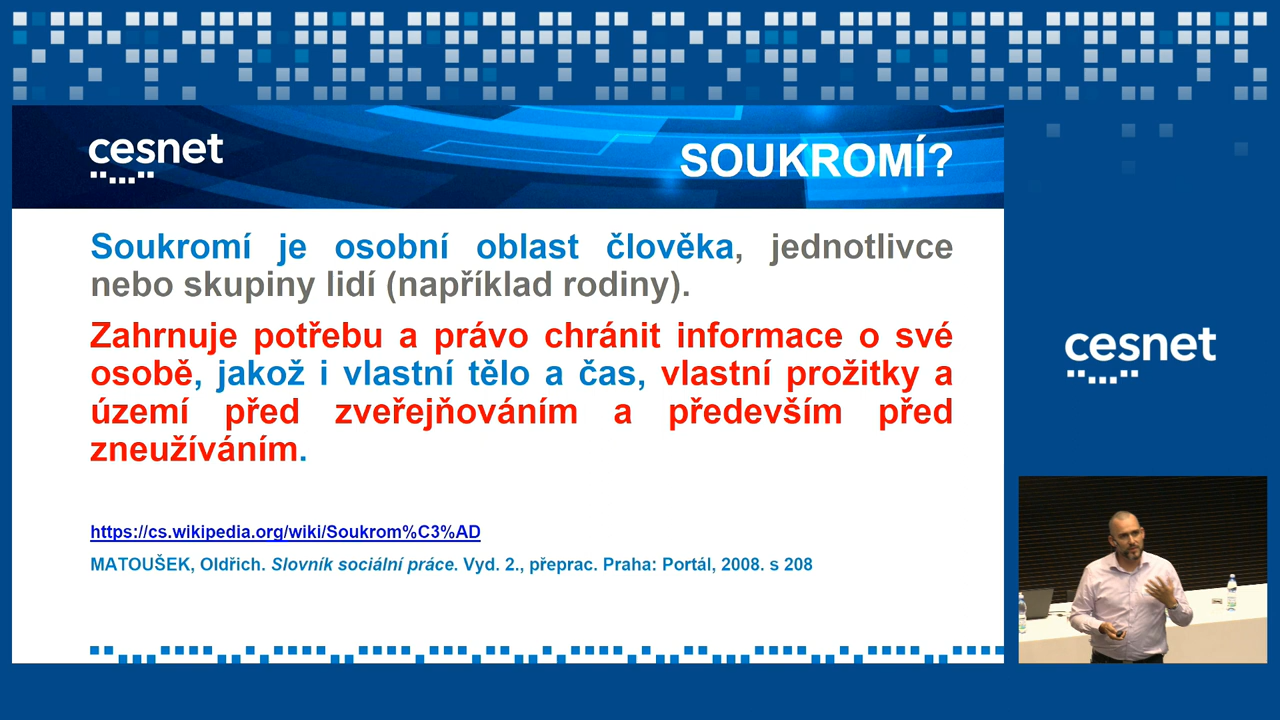 cesnet
SOUKROMÍ?
Soukromí je osobní oblast člověka, jednotlivce
nebo skupiny lidí (například rodiny).
Zahrnuje potřebu a právo chránit informace o své
osobě, jakož i vlastní tělo a čas, vlastní prožitky a
území před zveřejňováním a především před
zneužíváním.
https://cs.wikipedia.org/wiki/Soukrom%C3%AD
MATOUŠEK, Oldřich. Slovník sociální práce. Vyd. 2., přeprac. Praha: Portál, 2008. s 208
cesnet